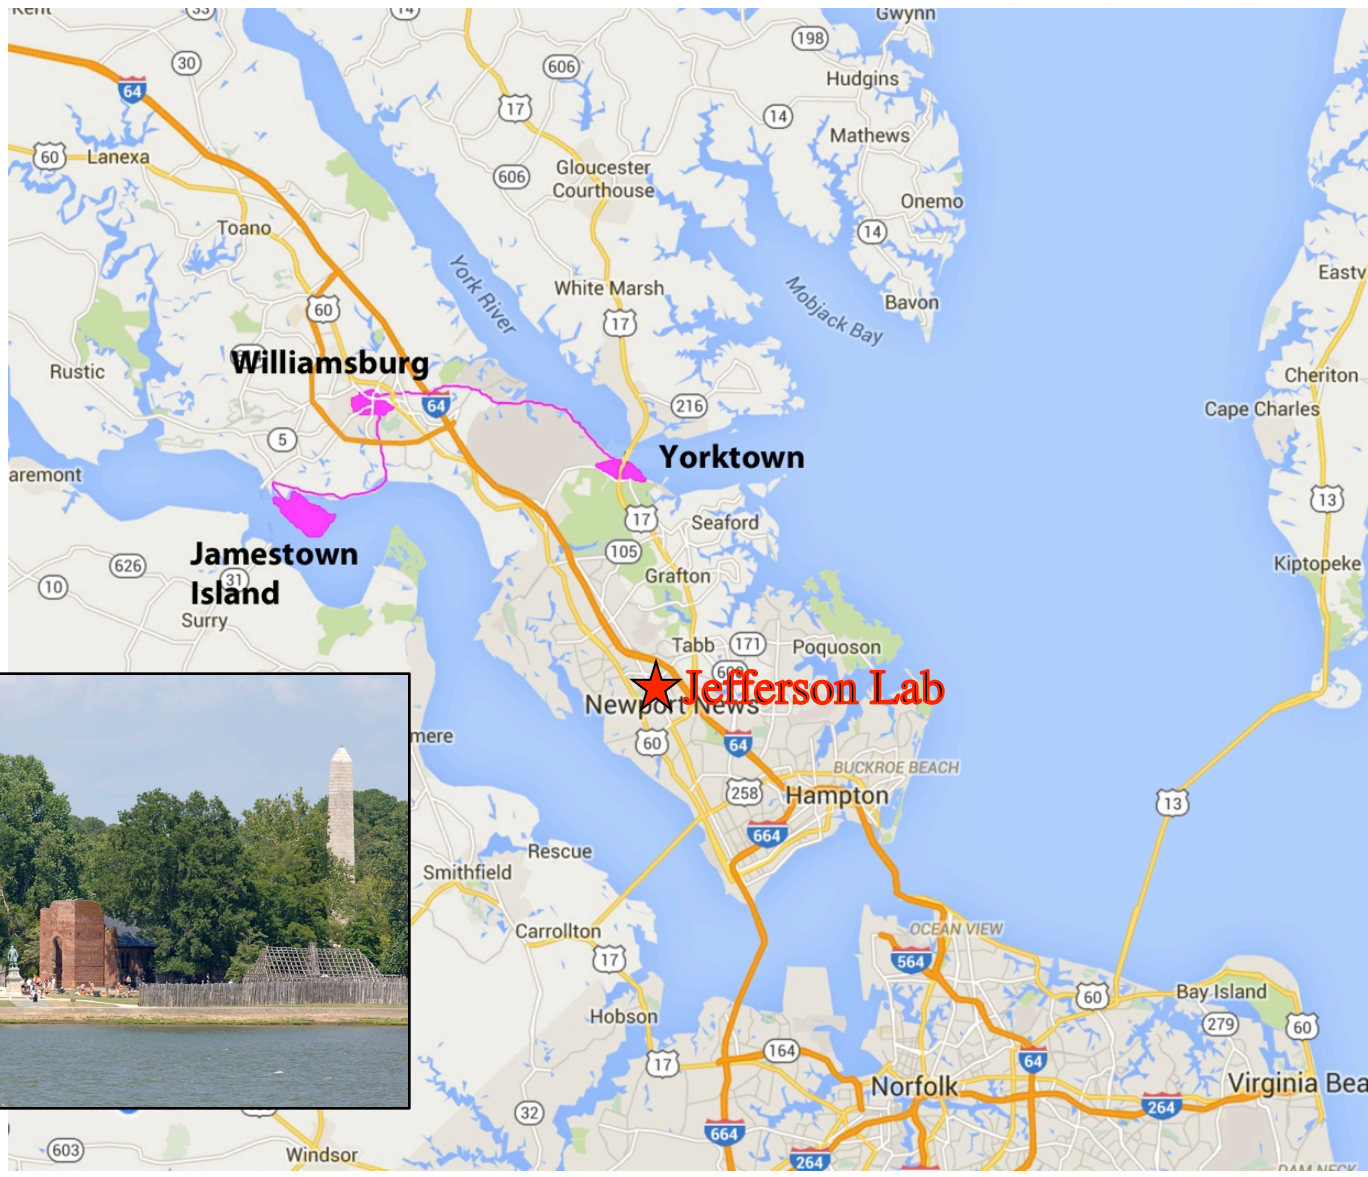 Kent
33
14
Gwynn
198
30
606
Hudgins
64
17
14
Mathews
60
Lanexa
Gloucester
Courthouse
606
Onemo
Toano
14
York River
Eastv
White Marsh
Mobjack Bay
Bavon
60
17
Williamsburg
Rustic
Cheriton
64
216
Cape Charles
5
Yorktown
aremont
13
17
Seaford
Jamestown
Island
105
626
Kiptopeke
10
31
Grafton
Surry
Tabb
171
Poquoson
Jefferson Lab
Newport News
mere
60
64
BUCKROE BEACH
258
Hampton
13
664
Rescue
Smithfield
Carrollton
OCEAN VIEW
17
564
60
Bay Island
Hobson
279
60
164
17
64
Norfolk
Virginia Bea
264
32
664
603
Windsor
264
DAM NECK